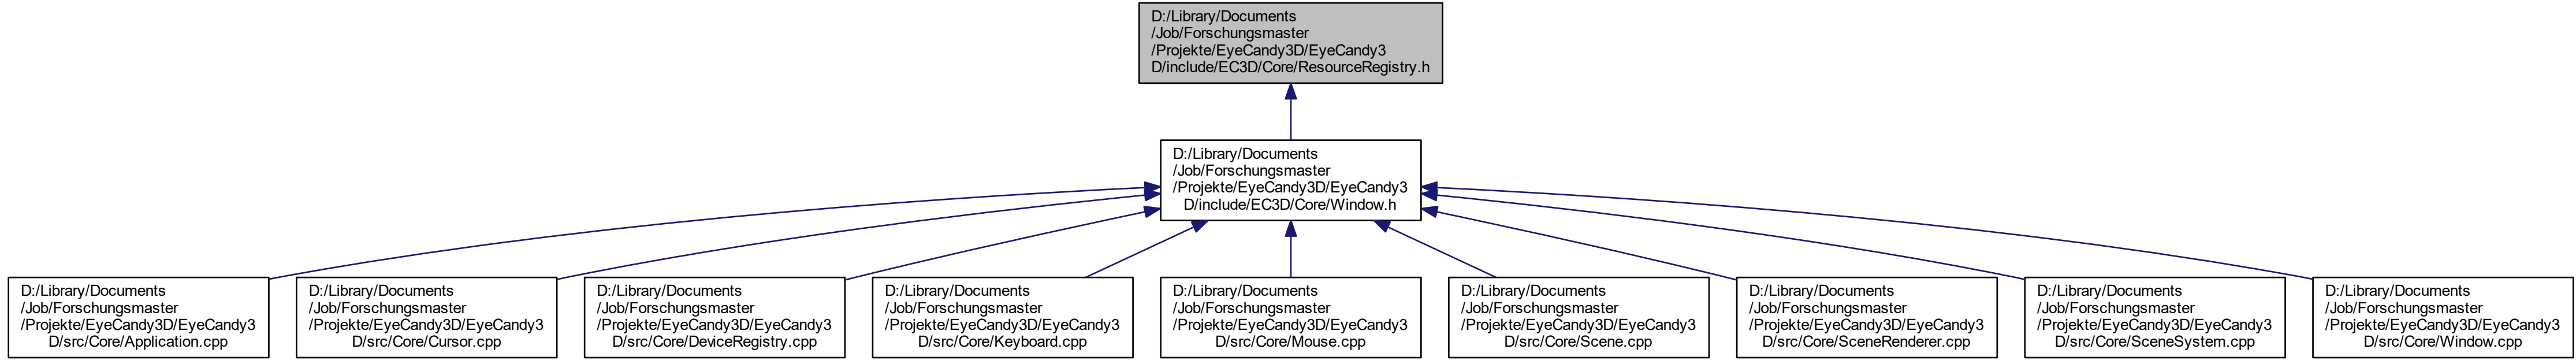 D:/Library/Documents
/Job/Forschungsmaster
/Projekte/EyeCandy3D/EyeCandy3
D/include/EC3D/Core/ResourceRegistry.h
D:/Library/Documents
/Job/Forschungsmaster
/Projekte/EyeCandy3D/EyeCandy3
D/include/EC3D/Core/Window.h
D:/Library/Documents
/Job/Forschungsmaster
/Projekte/EyeCandy3D/EyeCandy3
D/src/Core/Application.cpp
D:/Library/Documents
/Job/Forschungsmaster
/Projekte/EyeCandy3D/EyeCandy3
D/src/Core/Cursor.cpp
D:/Library/Documents
/Job/Forschungsmaster
/Projekte/EyeCandy3D/EyeCandy3
D/src/Core/DeviceRegistry.cpp
D:/Library/Documents
/Job/Forschungsmaster
/Projekte/EyeCandy3D/EyeCandy3
D/src/Core/Keyboard.cpp
D:/Library/Documents
/Job/Forschungsmaster
/Projekte/EyeCandy3D/EyeCandy3
D/src/Core/Mouse.cpp
D:/Library/Documents
/Job/Forschungsmaster
/Projekte/EyeCandy3D/EyeCandy3
D/src/Core/Scene.cpp
D:/Library/Documents
/Job/Forschungsmaster
/Projekte/EyeCandy3D/EyeCandy3
D/src/Core/SceneRenderer.cpp
D:/Library/Documents
/Job/Forschungsmaster
/Projekte/EyeCandy3D/EyeCandy3
D/src/Core/SceneSystem.cpp
D:/Library/Documents
/Job/Forschungsmaster
/Projekte/EyeCandy3D/EyeCandy3
D/src/Core/Window.cpp